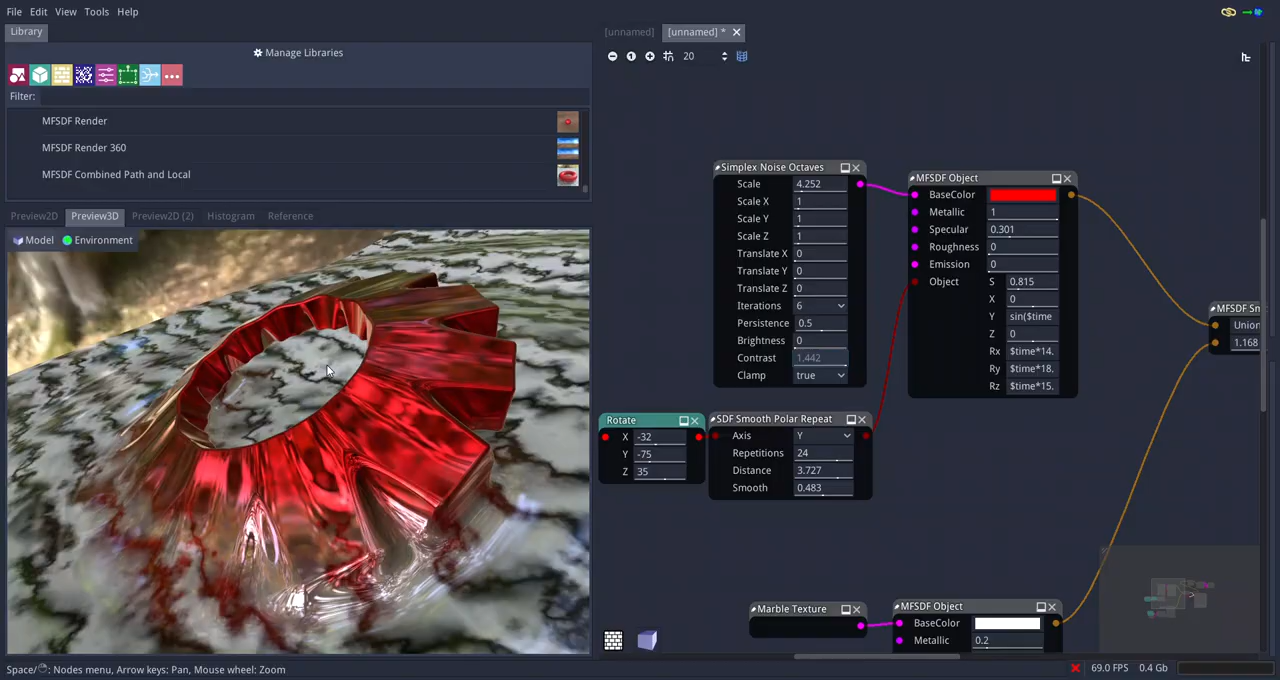 File Edit View Tools Help
Library
Manage Libraries
Filter:
MFSDF Render
MFSDF Render 360
MFSDF Combined Path and Local
Preview2D Preview3D Preview2D (2) Histogram Reference
Model Environment
[unnamed] [unnamed] *
20
Simplex Noise Octaves
Scale 4.252
Scale X 1
Scale Y 1
Scale Z 1
Translate X 0
Translate Y 0
Translate Z 0
Iterations 6
Persistence 0.5
Brightness 0
Contrast 1.442
Clamp true
MFSDF Object
BaseColor
Metallic 1
Specular 0.301
Roughness 0
Emission 0
Object S 0.815
X 0
Y sin($time
Z 0
Rx $time*14.
Ry $time*18.
Rz $time*15.
MFSDF Sm
Union
1.168
Rotate
X -32
Y -75
Z 35
SDF Smooth Polar Repeat
Axis Y
Repetitions 24
Distance 3.727
Smooth 0.483
Marble Texture
MFSDF Object
BaseColor
Metallic 0.2
Space/ : Nodes menu, Arrow keys: Pan, Mouse wheel: Zoom
69.0 FPS 0.4 Gb